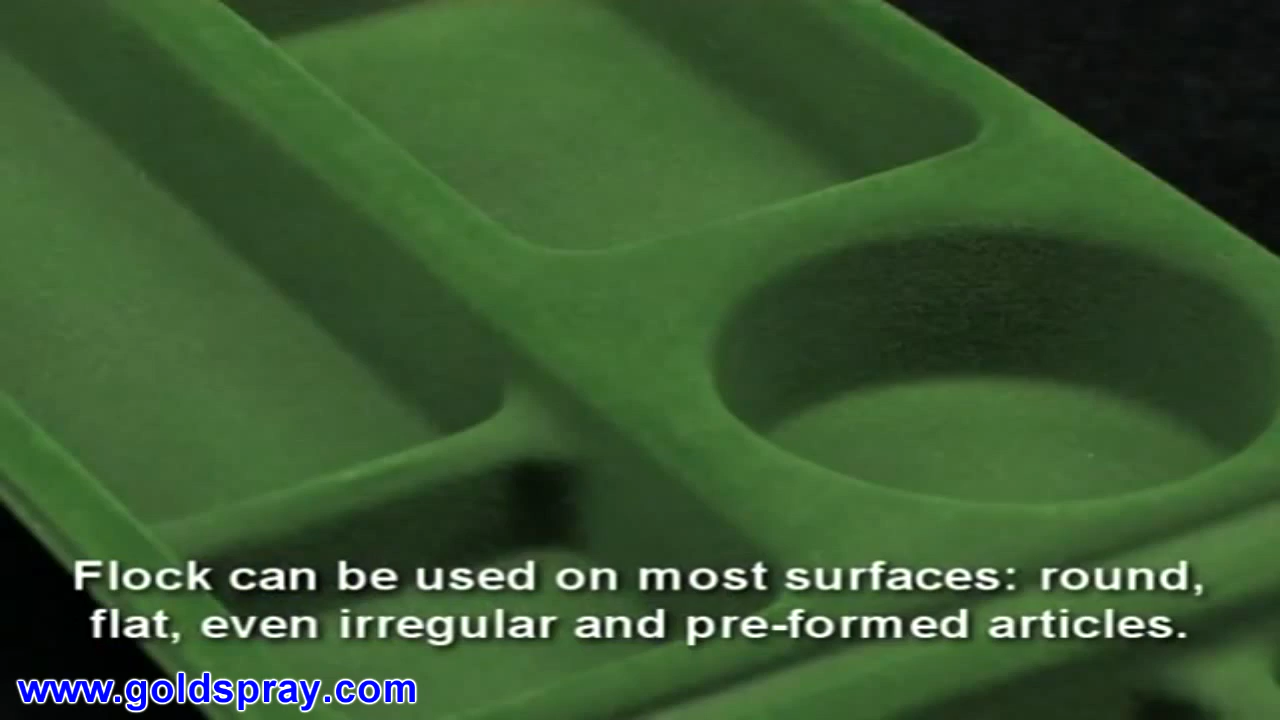 Flock can be used on most surfaces: round,
flat, even irregular and pre-formed articles.
www.goldspray.com